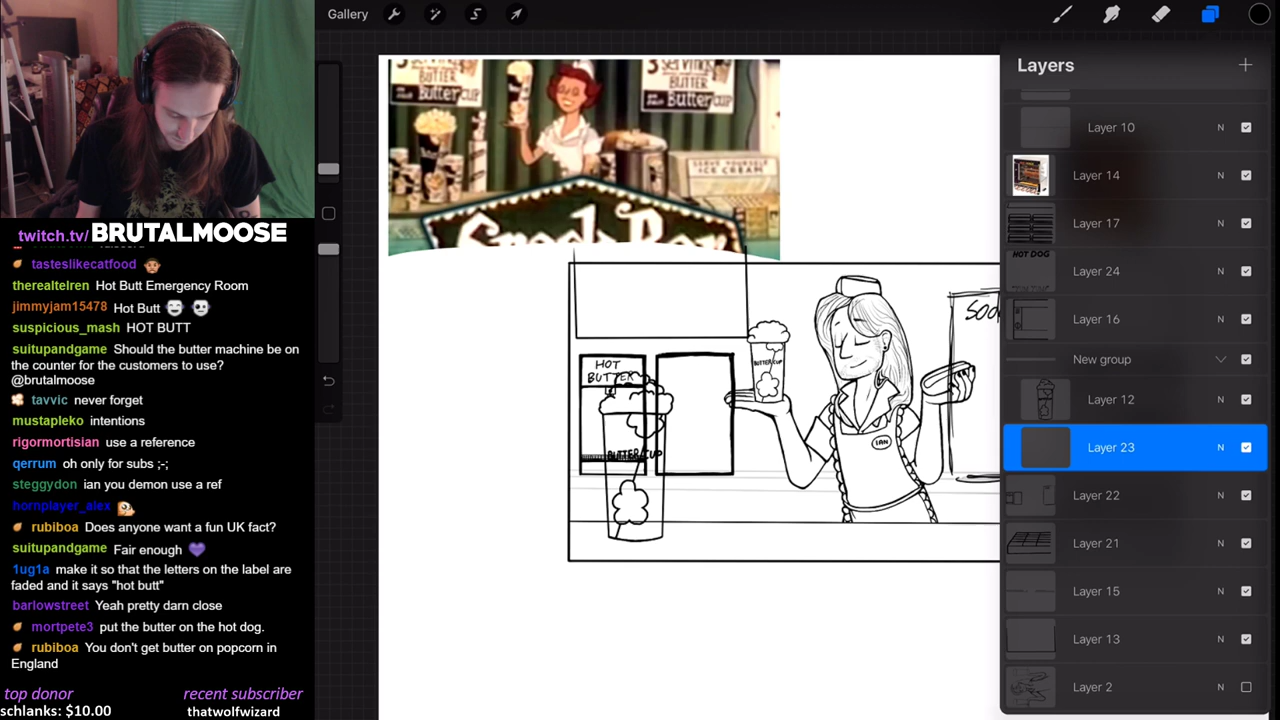 Gallery
twitch.tv/BRUTALMOOSE
tasteslikecatfood
therealtelren Hot Butt Emergency Room
jimmyjam15478 Hot Butt
suspicious_mash HOT BUTT
suitupandgame Should the butter machine be on
the counter for the customers to use?
@brutalmoose
tavvic never forget
mustapleko intentions
rigormortisian use a reference
qerrum oh only for subs ;-;
steggydon ian you demon use a ref
hornplayer_alex
rubiboa Does anyone want a fun UK fact?
suitupandgame Fair enough
1ug1a make it so that the letters on the label are
faded and it says "hot butt"
barlowstreet Yeah pretty darn close
mortpete3 put the butter on the hot dog.
rubiboa You don't get butter on popcorn in
England
top donor
schlanks: $10.00
recent subscriber
thatwolfwizard
BUTTER
Buttercup
BUTTER
Buttercup
SERVE YOURSELF
ICE CREAM
HOT
BUTTER
BUTTERCUP
BUTTERCUP
IAN
Layers
Layer 10 N
Layer 14 N
Layer 17 N
HOT DOG
Layer 24 N
Layer 16 N
New group
Layer 12 N
Layer 23 N
Layer 22 N
Layer 21 N
Layer 15 N
Layer 13 N
Layer 2 N